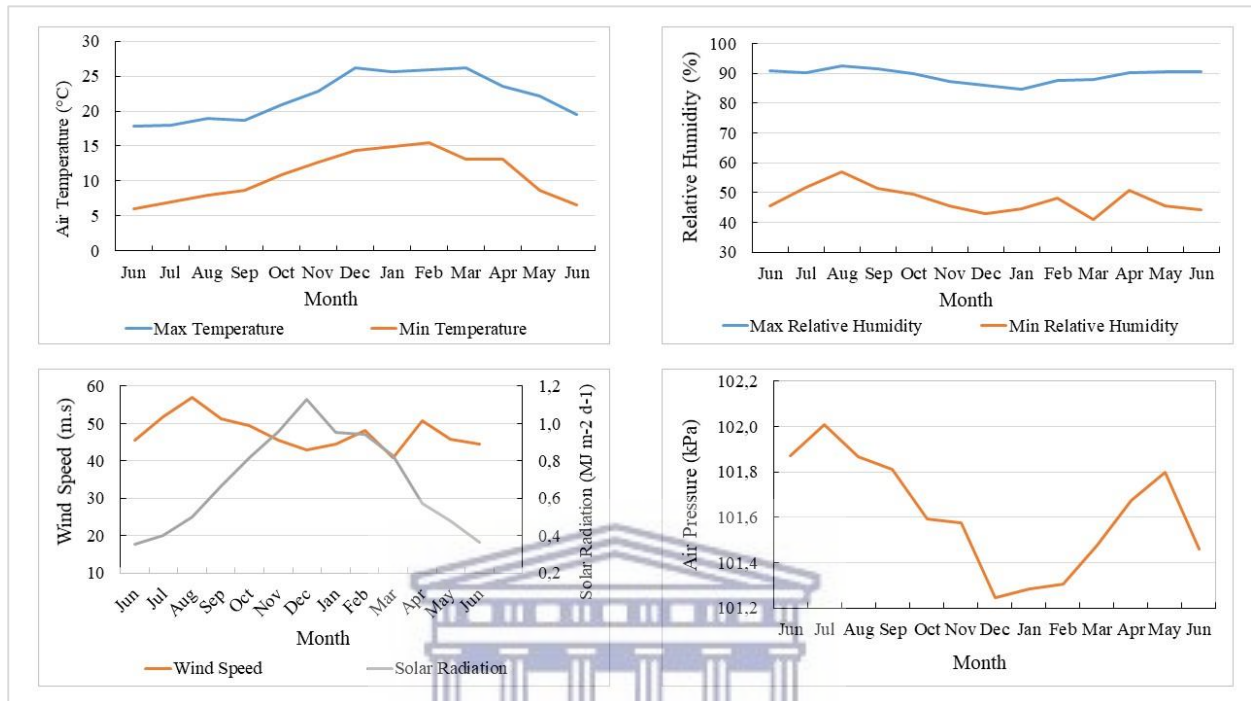 30
25
20
15
10
5
0
Air Temperature (°C)
Jun Jul Aug Sep Oct Nov Dec Jan Feb Mar Apr May Jun
Month
Max Temperature Min Temperature
100
90
80
70
60
50
40
30
Relative Humidity (%)
Jun Jul Aug Sep Oct Nov Dec Jan Feb Mar Apr May Jun
Month
Max Relative Humidity Min Relative Humidity
60
50
40
30
20
10
Wind Speed (m.s)
1,2
1,0
0,8
0,6
0,4
0,2
Solar Radiation (MJ m-2 d-1)
Jun Jul Aug Sep Oct Nov Dec Jan Feb Mar Apr May Jun
Month
Wind Speed Solar Radiation
102,2
102,0
101,8
101,6
101,4
101,2
Air Pressure (kPa)
Jun Jul Aug Sep Oct Nov Dec Jan Feb Mar Apr May Jun
Month